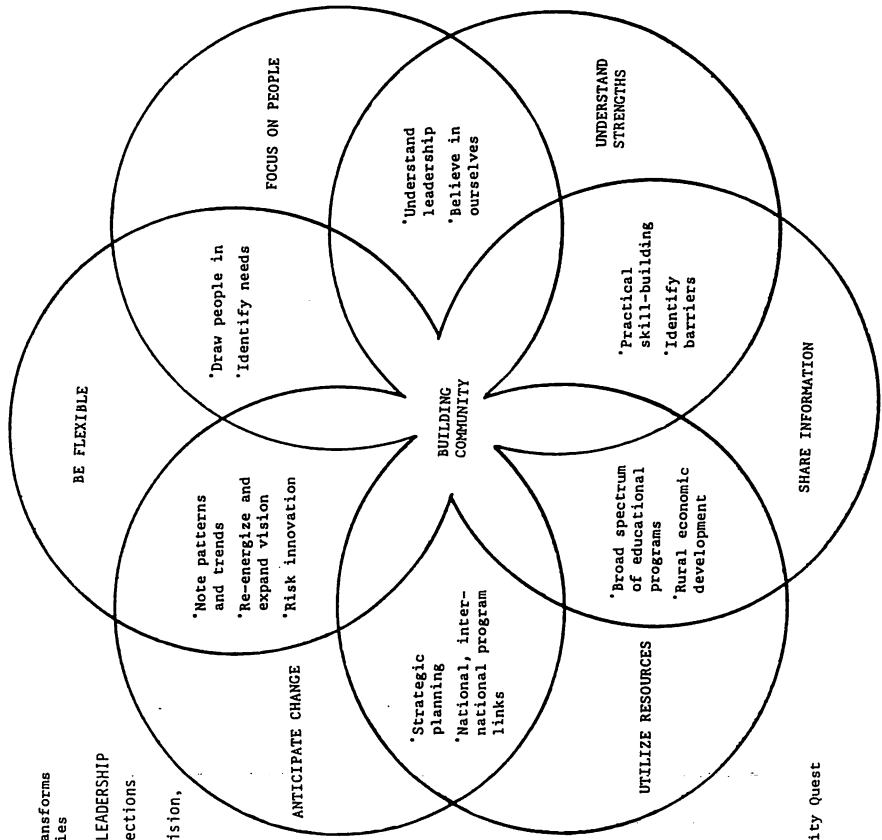 ansforms
ies
LEADERSHIP
ections
ision,
BE FLEXIBLE
ANTICIPATE CHANGE
FOCUS ON PEOPLE
•Note patterns
and trends
•Re-energize and
expand vision
•Risk innovation
•Draw people in
•Identify needs
•Strategic
planning
•National, inter-
national program
links
BUILDING
COMMUNITY
•Understand
leadership
•Believe in
ourselves
UTILIZE RESOURCES
UNDERSTAND
STRENGTHS
•Broad spectrum
of educational
programs
•Rural economic
development
•Practical
skill-building
•Identify
barriers
SHARE INFORMATION
ity Quest